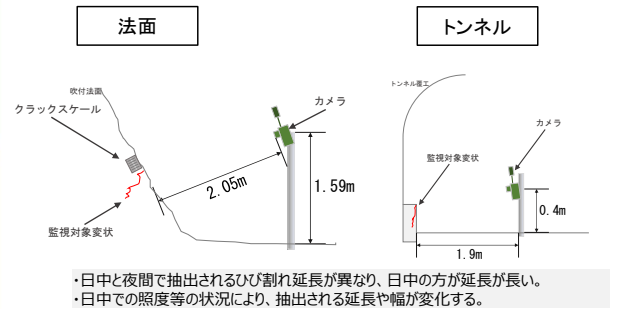 法面
トンネル
吹付法面
クラックスケール
カメラ
2.05m
1.59m
監視対象変状
トンネル覆工
カメラ
監視対象変状
0.4m
1.9m
・日中と夜間で抽出されるひび割れ延長が異なり、日中の方が延長が長い。
・日中での照度等の状況により、抽出される延長や幅が変化する。